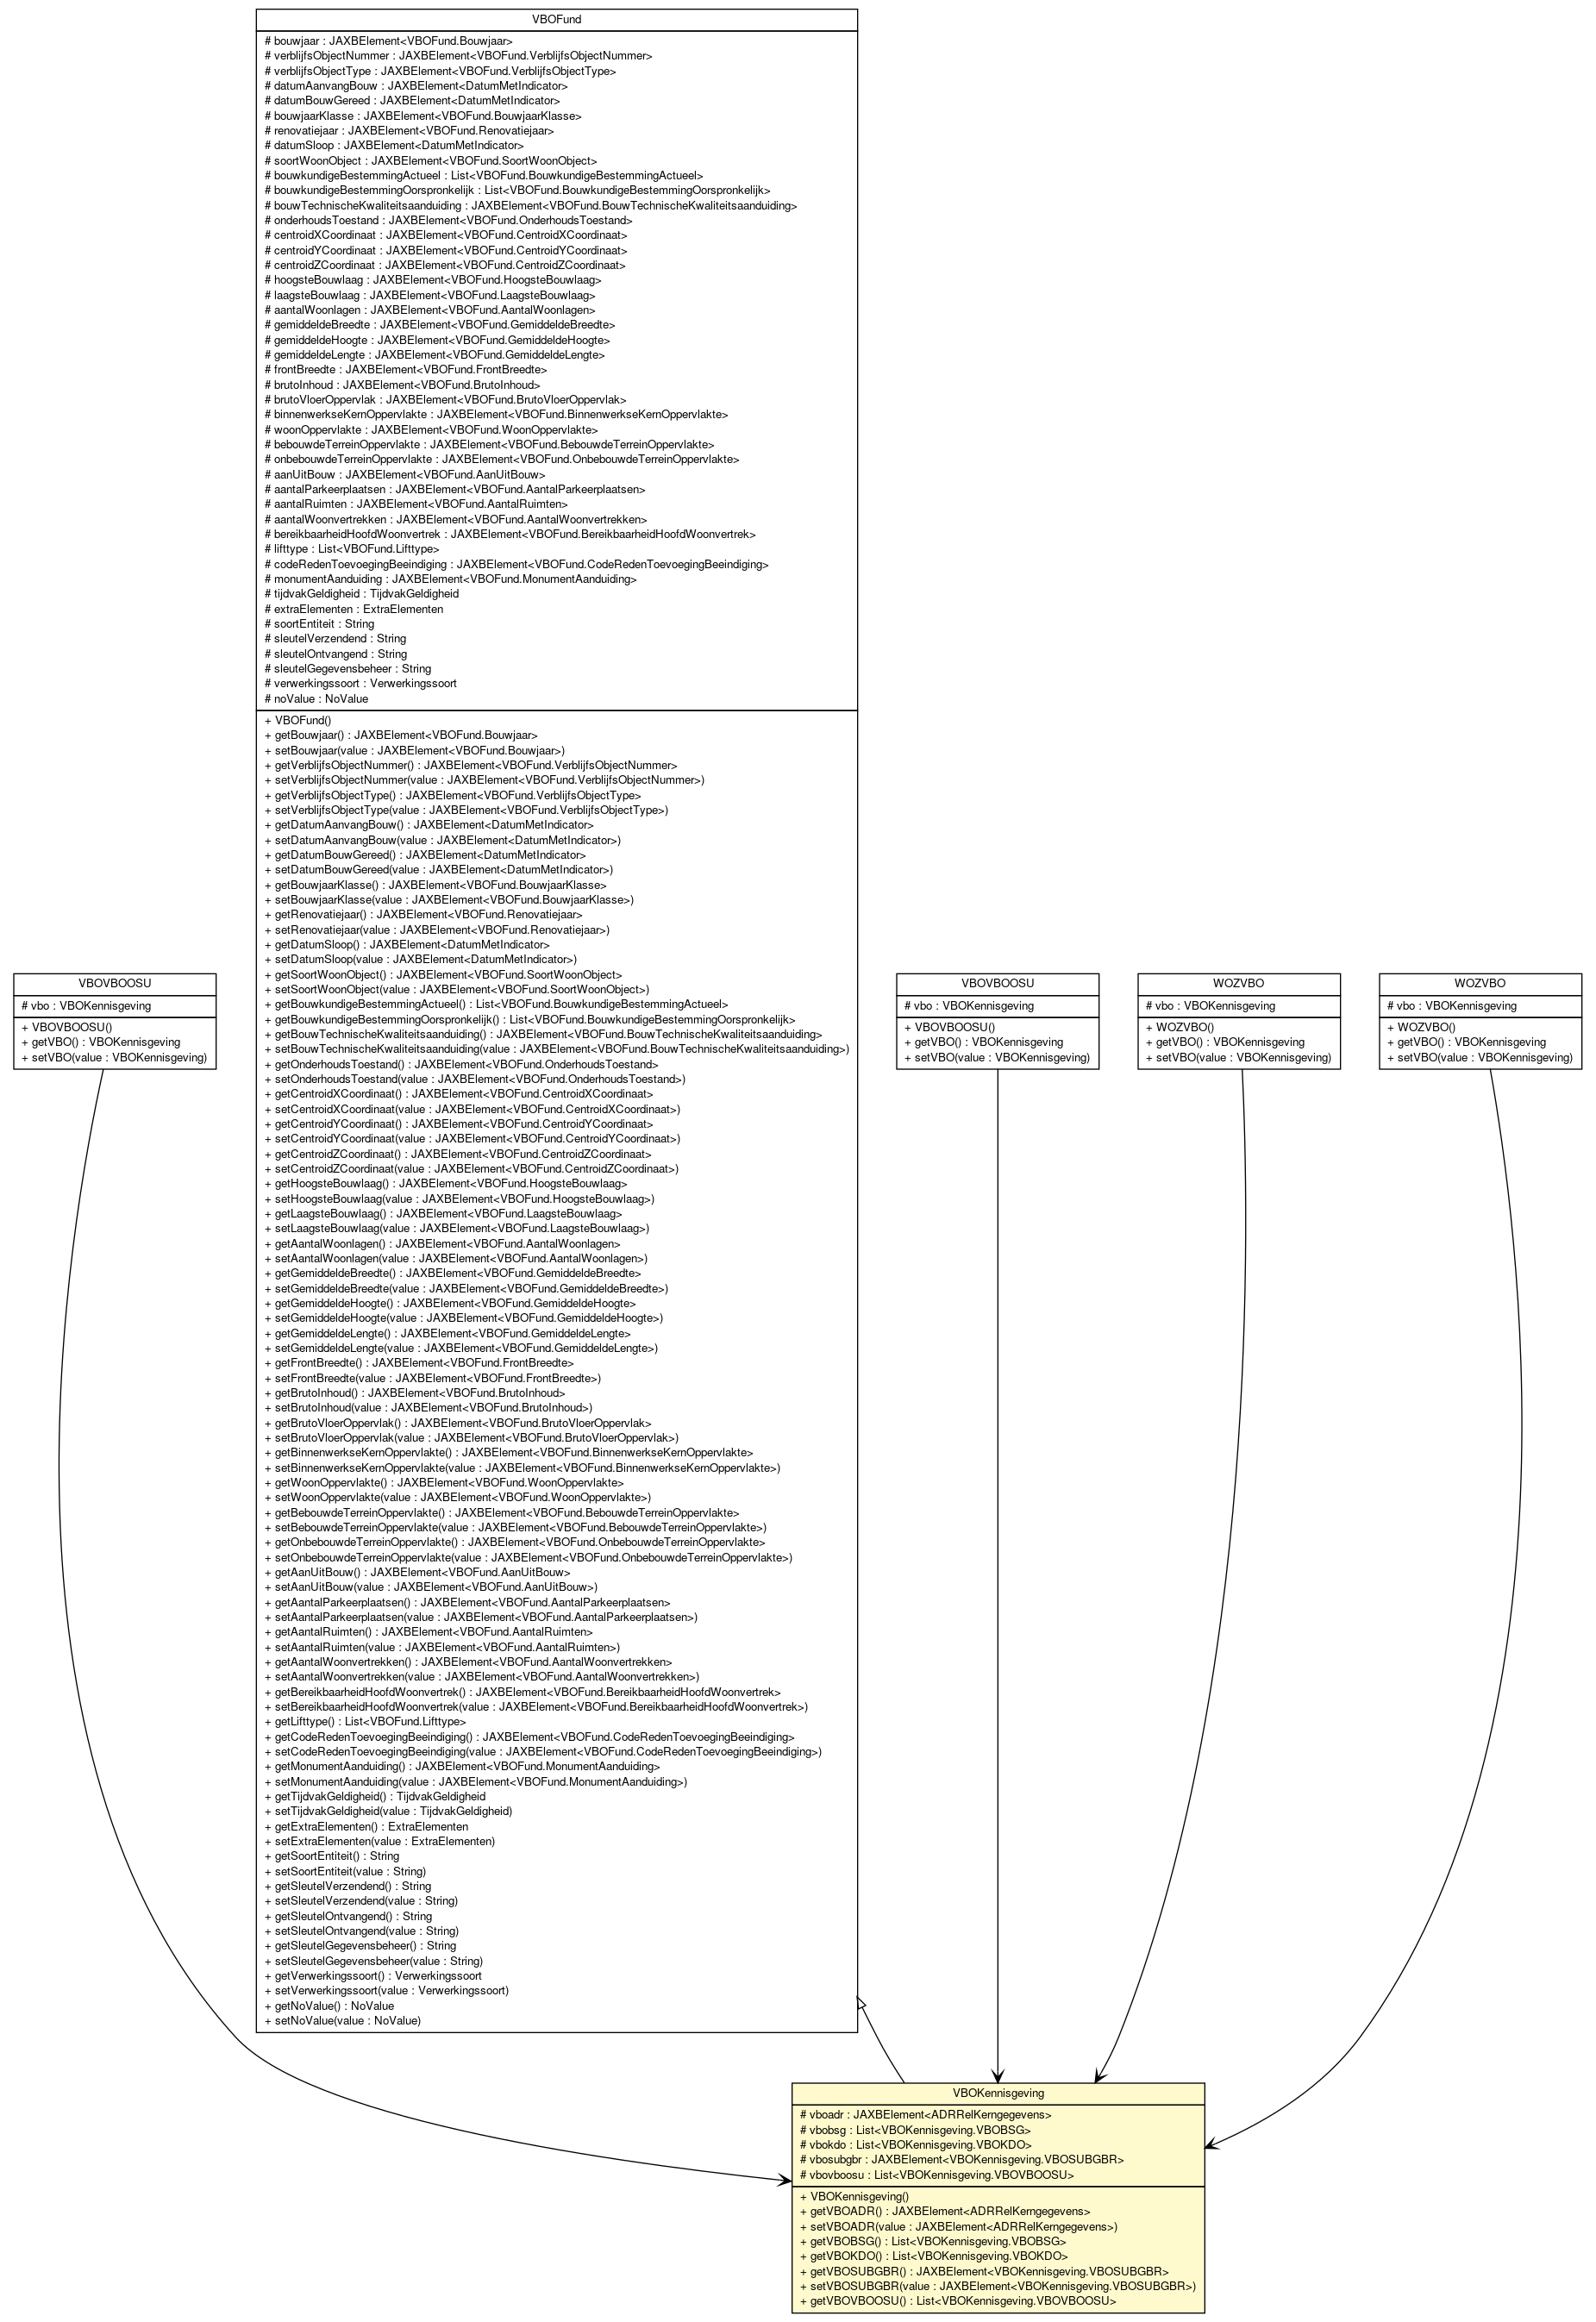 VBOFund
# bouwjaar : JAXBElement<VBOFund.Bouwjaar>
# verblijfsObjectNummer : JAXBElement<VBOFund.VerblijfsObjectNummer>
# verblijfsObjectType : JAXBElement<VBOFund.VerblijfsObjectType>
# datumAanvangBouw : JAXBElement<DatumMetIndicator>
# datumBouwGereed : JAXBElement<DatumMetIndicator>
# bouwjaarKlasse : JAXBElement<VBOFund.BouwjaarKlasse>
# renovatiejaar : JAXBElement<VBOFund.Renovatiejaar>
# datumSloop : JAXBElement<DatumMetIndicator>
# soortWoonObject : JAXBElement<VBOFund.SoortWoonObject>
# bouwkundigeBestemmingActueel : List<VBOFund.BouwkundigeBestemmingActueel>
# bouwkundigeBestemmingOorspronkelijk : List<VBOFund.BouwkundigeBestemmingOorspronkelijk>
# bouwTechnischeKwaliteitsaanduiding : JAXBElement<VBOFund.BouwTechnischeKwaliteitsaanduiding>
# onderhoudsToestand : JAXBElement<VBOFund.OnderhoudsToestand>
# centroidXCoordinaat : JAXBElement<VBOFund.CentroidXCoordinaat>
# centroidYCoordinaat : JAXBElement<VBOFund.CentroidYCoordinaat>
# centroidZCoordinaat : JAXBElement<VBOFund.CentroidZCoordinaat>
# hoogsteBouwlaag : JAXBElement<VBOFund.HoogsteBouwlaag>
# laagsteBouwlaag : JAXBElement<VBOFund.LaagsteBouwlaag>
# aantalWoonlagen : JAXBElement<VBOFund.AantalWoonlagen>
# gemiddeldeBreedte : JAXBElement<VBOFund.GemiddeldeBreedte>
# gemiddeldeHoogte : JAXBElement<VBOFund.GemiddeldeHoogte>
# gemiddeldeLengte : JAXBElement<VBOFund.GemiddeldeLengte>
# frontBreedte : JAXBElement<VBOFund.FrontBreedte>
# brutoInhoud : JAXBElement<VBOFund.BrutoInhoud>
# brutoVloerOppervlak : JAXBElement<VBOFund.BrutoVloerOppervlak>
# binnenwerkseKernOppervlakte : JAXBElement<VBOFund.BinnenwerkseKernOppervlakte>
# woonOppervlakte : JAXBElement<VBOFund.WoonOppervlakte>
# bebouwdeTerreinOppervlakte : JAXBElement<VBOFund.BebouwdeTerreinOppervlakte>
# onbebouwdeTerreinOppervlakte : JAXBElement<VBOFund.OnbebouwdeTerreinOppervlakte>
# aanUitBouw : JAXBElement<VBOFund.AanUitBouw>
# aantalParkeerplaatsen : JAXBElement<VBOFund.AantalParkeerplaatsen>
# aantalRuimten : JAXBElement<VBOFund.AantalRuimten>
# aantalWoonvertrekken : JAXBElement<VBOFund.AantalWoonvertrekken>
# bereikbaarheidHoofdWoonvertrek : JAXBElement<VBOFund.BereikbaarheidHoofdWoonvertrek>
# lifttype : List<VBOFund.Lifttype>
# codeRedenToevoegingBeeindiging : JAXBElement<VBOFund.CodeRedenToevoegingBeeindiging>
# monumentAanduiding : JAXBElement<VBOFund.MonumentAanduiding>
# tijdvakGeldigheid : TijdvakGeldigheid
# extraElementen : ExtraElementen
# soortEntiteit : String
# sleutelVerzendend : String
# sleutelOntvangend : String
# sleutelGegevensbeheer : String
# verwerkingssoort : Verwerkingssoort
# noValue : NoValue
+ VBOFund()
+ getBouwjaar() : JAXBElement<VBOFund.Bouwjaar>
+ setBouwjaar(value : JAXBElement<VBOFund.Bouwjaar>)
+ getVerblijfsObjectNummer() : JAXBElement<VBOFund.VerblijfsObjectNummer>
+ setVerblijfsObjectNummer(value : JAXBElement<VBOFund.VerblijfsObjectNummer>)
+ getVerblijfsObjectType() : JAXBElement<VBOFund.VerblijfsObjectType>
+ setVerblijfsObjectType(value : JAXBElement<VBOFund.VerblijfsObjectType>)
+ getDatumAanvangBouw() : JAXBElement<DatumMetIndicator>
+ setDatumAanvangBouw(value : JAXBElement<DatumMetIndicator>)
+ getDatumBouwGereed() : JAXBElement<DatumMetIndicator>
+ setDatumBouwGereed(value : JAXBElement<DatumMetIndicator>)
+ getBouwjaarKlasse() : JAXBElement<VBOFund.BouwjaarKlasse>
+ setBouwjaarKlasse(value : JAXBElement<VBOFund.BouwjaarKlasse>)
+ getRenovatiejaar() : JAXBElement<VBOFund.Renovatiejaar>
+ setRenovatiejaar(value : JAXBElement<VBOFund.Renovatiejaar>)
+ getDatumSloop() : JAXBElement<DatumMetIndicator>
+ setDatumSloop(value : JAXBElement<DatumMetIndicator>)
+ getSoortWoonObject() : JAXBElement<VBOFund.SoortWoonObject>
+ setSoortWoonObject(value : JAXBElement<VBOFund.SoortWoonObject>)
+ getBouwkundigeBestemmingActueel() : List<VBOFund.BouwkundigeBestemmingActueel>
+ getBouwkundigeBestemmingOorspronkelijk() : List<VBOFund.BouwkundigeBestemmingOorspronkelijk>
+ getBouwTechnischeKwaliteitsaanduiding() : JAXBElement<VBOFund.BouwTechnischeKwaliteitsaanduiding>
+ setBouwTechnischeKwaliteitsaanduiding(value : JAXBElement<VBOFund.BouwTechnischeKwaliteitsaanduiding>)
+ getOnderhoudsToestand() : JAXBElement<VBOFund.OnderhoudsToestand>
+ setOnderhoudsToestand(value : JAXBElement<VBOFund.OnderhoudsToestand>)
+ getCentroidXCoordinaat() : JAXBElement<VBOFund.CentroidXCoordinaat>
+ setCentroidXCoordinaat(value : JAXBElement<VBOFund.CentroidXCoordinaat>)
+ getCentroidYCoordinaat() : JAXBElement<VBOFund.CentroidYCoordinaat>
+ setCentroidYCoordinaat(value : JAXBElement<VBOFund.CentroidYCoordinaat>)
+ getCentroidZCoordinaat() : JAXBElement<VBOFund.CentroidZCoordinaat>
+ setCentroidZCoordinaat(value : JAXBElement<VBOFund.CentroidZCoordinaat>)
+ getHoogsteBouwlaag() : JAXBElement<VBOFund.HoogsteBouwlaag>
+ setHoogsteBouwlaag(value : JAXBElement<VBOFund.HoogsteBouwlaag>)
+ getLaagsteBouwlaag() : JAXBElement<VBOFund.LaagsteBouwlaag>
+ setLaagsteBouwlaag(value : JAXBElement<VBOFund.LaagsteBouwlaag>)
+ getAantalWoonlagen() : JAXBElement<VBOFund.AantalWoonlagen>
+ setAantalWoonlagen(value : JAXBElement<VBOFund.AantalWoonlagen>)
+ getGemiddeldeBreedte() : JAXBElement<VBOFund.GemiddeldeBreedte>
+ setGemiddeldeBreedte(value : JAXBElement<VBOFund.GemiddeldeBreedte>)
+ getGemiddeldeHoogte() : JAXBElement<VBOFund.GemiddeldeHoogte>
+ setGemiddeldeHoogte(value : JAXBElement<VBOFund.GemiddeldeHoogte>)
+ getGemiddeldeLengte() : JAXBElement<VBOFund.GemiddeldeLengte>
+ setGemiddeldeLengte(value : JAXBElement<VBOFund.GemiddeldeLengte>)
+ getFrontBreedte() : JAXBElement<VBOFund.FrontBreedte>
+ setFrontBreedte(value : JAXBElement<VBOFund.FrontBreedte>)
+ getBrutoInhoud() : JAXBElement<VBOFund.BrutoInhoud>
+ setBrutoInhoud(value : JAXBElement<VBOFund.BrutoInhoud>)
+ getBrutoVloerOppervlak() : JAXBElement<VBOFund.BrutoVloerOppervlak>
+ setBrutoVloerOppervlak(value : JAXBElement<VBOFund.BrutoVloerOppervlak>)
+ getBinnenwerkseKernOppervlakte() : JAXBElement<VBOFund.BinnenwerkseKernOppervlakte>
+ setBinnenwerkseKernOppervlakte(value : JAXBElement<VBOFund.BinnenwerkseKernOppervlakte>)
+ getWoonOppervlakte() : JAXBElement<VBOFund.WoonOppervlakte>
+ setWoonOppervlakte(value : JAXBElement<VBOFund.WoonOppervlakte>)
+ getBebouwdeTerreinOppervlakte() : JAXBElement<VBOFund.BebouwdeTerreinOppervlakte>
+ setBebouwdeTerreinOppervlakte(value : JAXBElement<VBOFund.BebouwdeTerreinOppervlakte>)
+ getOnbebouwdeTerreinOppervlakte() : JAXBElement<VBOFund.OnbebouwdeTerreinOppervlakte>
+ setOnbebouwdeTerreinOppervlakte(value : JAXBElement<VBOFund.OnbebouwdeTerreinOppervlakte>)
+ getAanUitBouw() : JAXBElement<VBOFund.AanUitBouw>
+ setAanUitBouw(value : JAXBElement<VBOFund.AanUitBouw>)
+ getAantalParkeerplaatsen() : JAXBElement<VBOFund.AantalParkeerplaatsen>
+ setAantalParkeerplaatsen(value : JAXBElement<VBOFund.AantalParkeerplaatsen>)
+ getAantalRuimten() : JAXBElement<VBOFund.AantalRuimten>
+ setAantalRuimten(value : JAXBElement<VBOFund.AantalRuimten>)
+ getAantalWoonvertrekken() : JAXBElement<VBOFund.AantalWoonvertrekken>
+ setAantalWoonvertrekken(value : JAXBElement<VBOFund.AantalWoonvertrekken>)
+ getBereikbaarheidHoofdWoonvertrek() : JAXBElement<VBOFund.BereikbaarheidHoofdWoonvertrek>
+ setBereikbaarheidHoofdWoonvertrek(value : JAXBElement<VBOFund.BereikbaarheidHoofdWoonvertrek>)
+ getLifttype() : List<VBOFund.Lifttype>
+ getCodeRedenToevoegingBeeindiging() : JAXBElement<VBOFund.CodeRedenToevoegingBeeindiging>
+ setCodeRedenToevoegingBeeindiging(value : JAXBElement<VBOFund.CodeRedenToevoegingBeeindiging>)
+ getMonumentAanduiding() : JAXBElement<VBOFund.MonumentAanduiding>
+ setMonumentAanduiding(value : JAXBElement<VBOFund.MonumentAanduiding>)
+ getTijdvakGeldigheid() : TijdvakGeldigheid
+ setTijdvakGeldigheid(value : TijdvakGeldigheid)
+ getExtraElementen() : ExtraElementen
+ setExtraElementen(value : ExtraElementen)
+ getSoortEntiteit() : String
+ setSoortEntiteit(value : String)
+ getSleutelVerzendend() : String
+ setSleutelVerzendend(value : String)
+ getSleutelOntvangend() : String
+ setSleutelOntvangend(value : String)
+ getSleutelGegevensbeheer() : String
+ setSleutelGegevensbeheer(value : String)
+ getVerwerkingssoort() : Verwerkingssoort
+ setVerwerkingssoort(value : Verwerkingssoort)
+ getNoValue() : NoValue
+ setNoValue(value : NoValue)
VBOVBOOSU
# vbo : VBOKennisgeving
+ VBOVBOOSU()
+ getVBO() : VBOKennisgeving
+ setVBO(value : VBOKennisgeving)
VBOVBOOSU
# vbo : VBOKennisgeving
+ VBOVBOOSU()
+ getVBO() : VBOKennisgeving
+ setVBO(value : VBOKennisgeving)
WOZVBO
# vbo : VBOKennisgeving
+ WOZVBO()
+ getVBO() : VBOKennisgeving
+ setVBO(value : VBOKennisgeving)
WOZVBO
# vbo : VBOKennisgeving
+ WOZVBO()
+ getVBO() : VBOKennisgeving
+ setVBO(value : VBOKennisgeving)
VBOKennisgeving
# vboadr : JAXBElement<ADRRelKerngegevens>
# vbobsg : List<VBOKennisgeving.VBOBSG>
# vbokdo : List<VBOKennisgeving.VBOKDO>
# vbosubgbr : JAXBElement<VBOKennisgeving.VBOSUBGBR>
# vbovboosu : List<VBOKennisgeving.VBOVBOOSU>
+ VBOKennisgeving()
+ getVBOADR() : JAXBElement<ADRRelKerngegevens>
+ setVBOADR(value : JAXBElement<ADRRelKerngegevens>)
+ getVBOBSG() : List<VBOKennisgeving.VBOBSG>
+ getVBOKDO() : List<VBOKennisgeving.VBOKDO>
+ getVBOSUBGBR() : JAXBElement<VBOKennisgeving.VBOSUBGBR>
+ setVBOSUBGBR(value : JAXBElement<VBOKennisgeving.VBOSUBGBR>)
+ getVBOVBOOSU() : List<VBOKennisgeving.VBOVBOOSU>